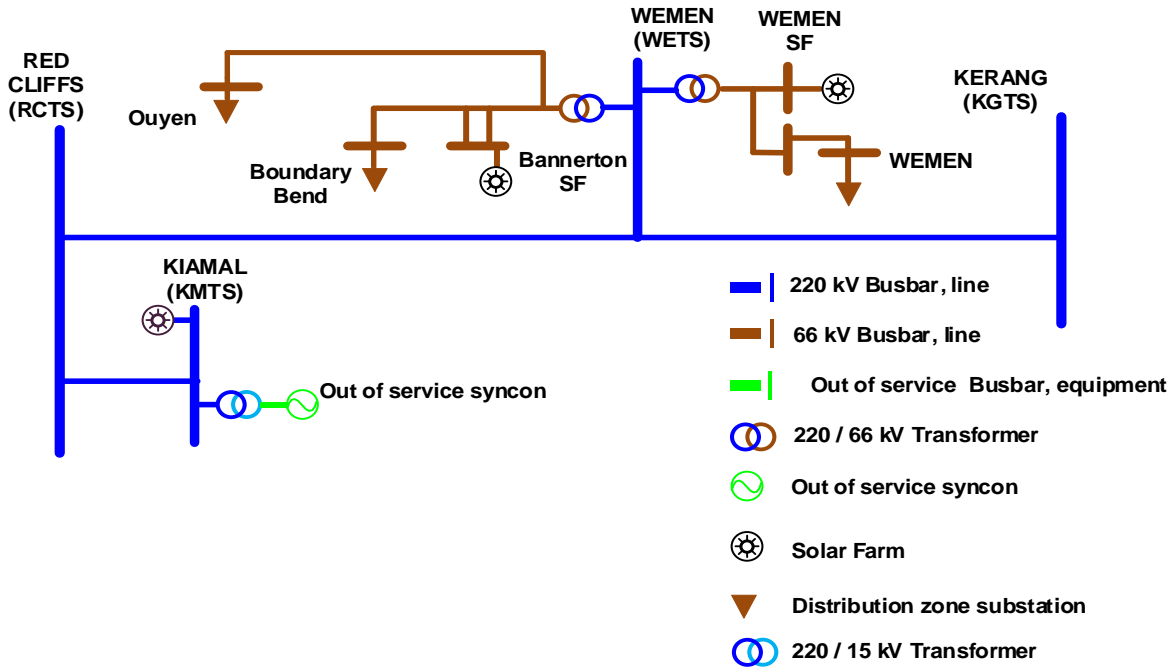 WEMEN
(WETS)
WEMEN
SF
RED
CLIFFS
(RCTS)
KERANG
(KGTS)
Ouyen
Boundary
Bend
Bannerton
SF
WEMEN
KIAMAL
(KMTS)
Out of service syncon
220 kV Busbar, line
66 kV Busbar, line
Out of service Busbar, equipment
220 / 66 kV Transformer
Out of service syncon
Solar Farm
Distribution zone substation
220 / 15 kV Transformer